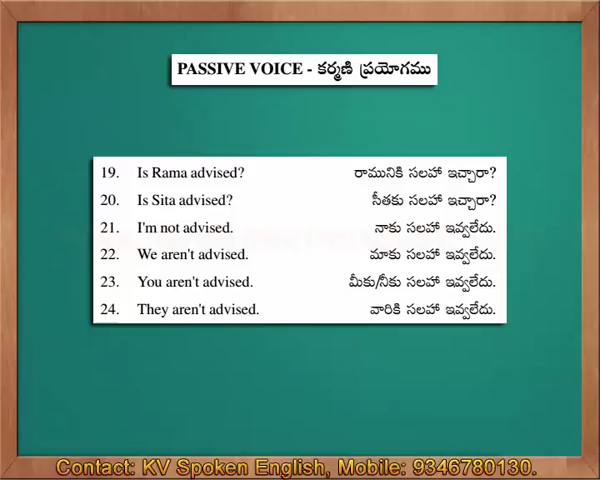 PASSIVE VOICE - కర్మణి ప్రయోగము
19. Is Rama advised? రామునికి సలహా ఇచ్చారా?
20. Is Sita advised? సీతకు సలహా ఇచ్చారా?
21. I'm not advised. నాకు సలహా ఇవ్వలేదు.
22. We aren't advised. మాకు సలహా ఇవ్వలేదు.
23. You aren't advised. మీకు/నీకు సలహా ఇవ్వలేదు.
24. They aren't advised. వారికి సలహా ఇవ్వలేదు.
Contact: KV Spoken English, Mobile: 9346780130.